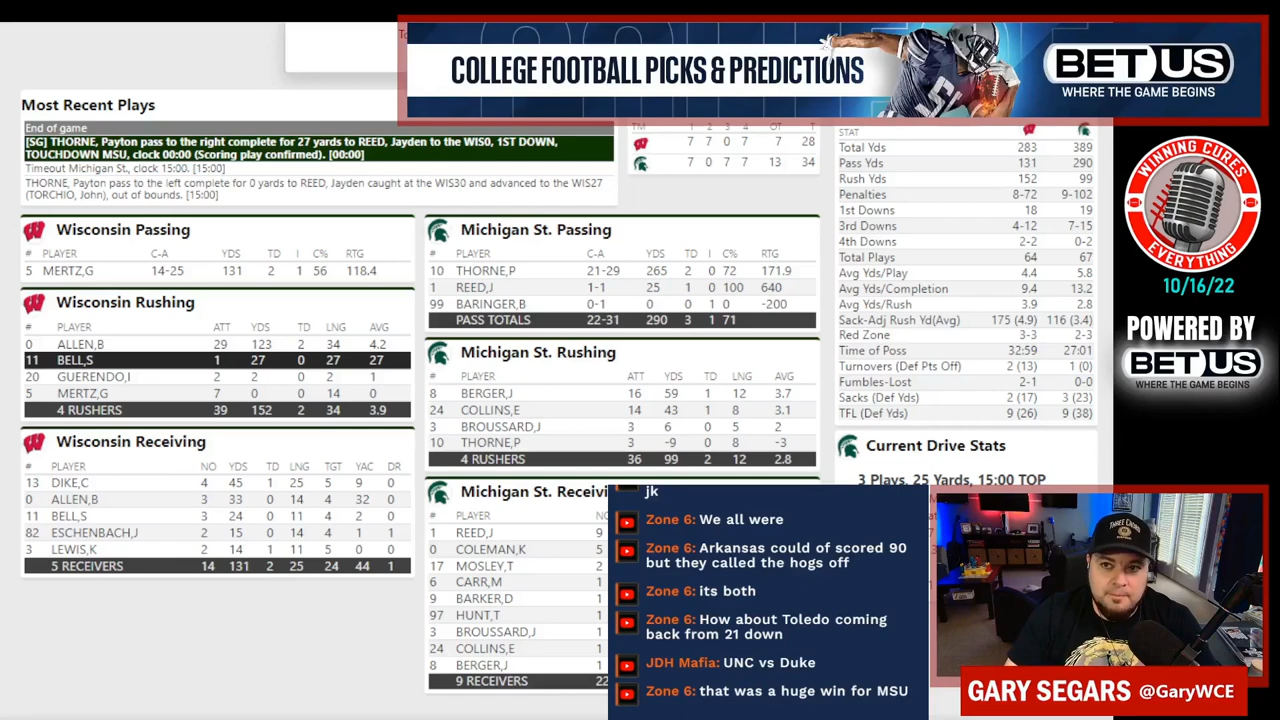 COLLEGE FOOTBALL PICKS & PREDICTIONS
BETUS
WHERE THE GAME BEGINS
Most Recent Plays
End of game
[SG] THORNE, Payton pass to the right complete for 27 yards to REED, Jayden to the WIS0, 1ST DOWN,
TOUCHDOWN MSU, clock 00:00 (Scoring play confirmed). [00:00]
Timeout Michigan St., clock 15:00. [15:00]
THORNE, Payton pass to the left complete for 0 yards to REED, Jayden caught at the WIS30 and advanced to the WIS27
(TORCHIO, John), out of bounds. [15:00]
TM 1 2 3 4 OT T
7 7 0 7 7 28
7 0 7 7 13 34
Wisconsin Passing
# PLAYER C-A YDS TD I C% RTG
5 MERTZ,G 14-25 131 2 1 56 118.4
Wisconsin Rushing
# PLAYER ATT YDS TD LNG AVG
0 ALLEN,B 29 123 2 34 4.2
11 BELL,S 1 27 0 27 27
20 GUERENDO,I 2 2 0 2 1
5 MERTZ,G 7 0 0 14 0
4 RUSHERS 39 152 2 34 3.9
Wisconsin Receiving
# PLAYER NO YDS TD LNG TGT YAC DR
13 DIKE,C 4 45 1 25 5 9 0
0 ALLEN,B 3 33 0 14 4 32 0
11 BELL,S 3 24 0 11 4 2 0
82 ESCHENBACH,J 2 15 0 14 4 1 1
3 LEWIS,K 2 14 1 11 5 0 0
5 RECEIVERS 14 131 2 25 24 44 1
Michigan St. Passing
# PLAYER C-A YDS TD I C% RTG
10 THORNE,P 21-29 265 2 0 72 171.9
1 REED,J 1-1 25 1 0 100 640
99 BARINGER,B 0-1 0 0 1 0 -200
PASS TOTALS 22-31 290 3 1 71
Michigan St. Rushing
# PLAYER ATT YDS TD LNG AVG
8 BERGER,J 16 59 1 12 3.7
24 COLLINS,E 14 43 1 8 3.1
3 BROUSSARD,J 3 6 0 5 2
10 THORNE,P 3 -9 0 8 -3
4 RUSHERS 36 99 2 12 2.8
Michigan St.
# PLAYER
1 REED,J 9
0 COLEMAN,K 5
17 MOSLEY,T 2
6 CARR,M 1
9 BARKER,D 1
97 HUNT,T 1
3 BROUSSARD,J 1
24 COLLINS,E 1
8 BERGER,J 1
9 RECEIVERS 22
STAT
Total Yds 283 389
Pass Yds 131 290
Rush Yds 152 99
Penalties 8-72 9-102
1st Downs 18 19
3rd Downs 4-12 7-15
4th Downs 2-2 0-2
Total Plays 64 67
Avg Yds/Play 4.4 5.8
Avg Yds/Completion 9.4 13.2
Avg Yds/Rush 3.9 2.8
Sack-Adj Rush Yd(Avg) 175 (4.9) 116 (3.4)
Red Zone 3-3 2-3
Time of Poss 32:59 27:01
Turnovers (Def Pts Off) 2 (13) 1 (0)
Fumbles-Lost 2-1 0-0
Sacks (Def Yds) 2 (17) 3 (23)
TFL (Def Yds) 9 (26) 9 (38)
Current Drive Stats
3 Plays, 25 Yards, 15:00 TOP
jk
Zone 6: We all were
Zone 6: Arkansas could of scored 90
but they called the hogs off
Zone 6: its both
Zone 6: How about Toledo coming
back from 21 down
JDH Mafia: UNC vs Duke
Zone 6: that was a huge win for MSU
WINNING CURES
EVERYTHING
10/16/22
POWERED BY
BETUS
WHERE THE GAME BEGINS
GARY SEGARS @GaryWCE